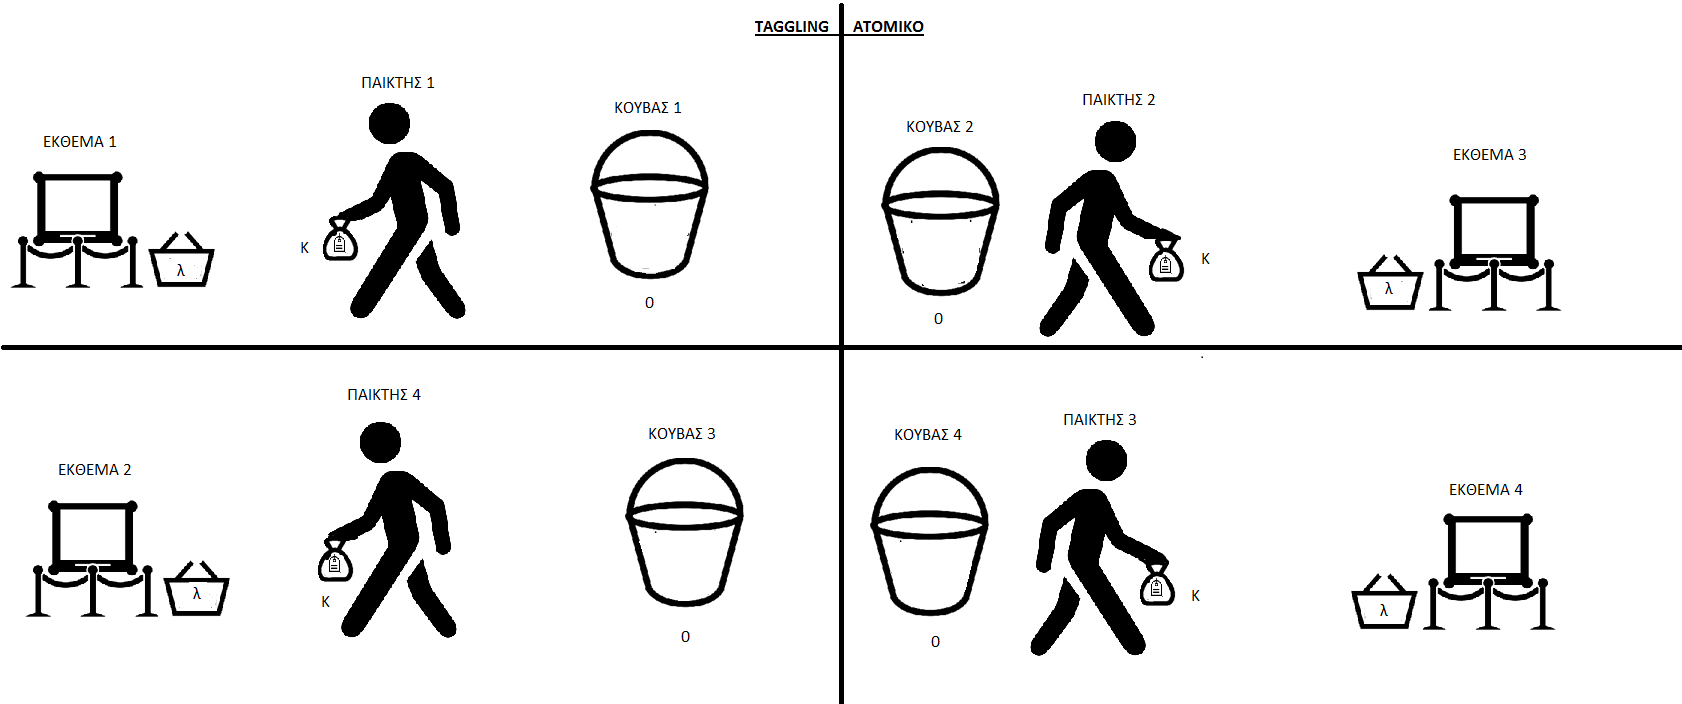 TAGGLING ΑΤΟΜΙΚΟ
ΠΑΙΚΤΗΣ 1
ΚΟΥΒΑΣ 1
ΕΚΘΕΜΑ 1
λ
Κ
0
ΠΑΙΚΤΗΣ 2
ΚΟΥΒΑΣ 2
ΕΚΘΕΜΑ 3
Κ
λ
0
ΠΑΙΚΤΗΣ 4
ΚΟΥΒΑΣ 3
ΕΚΘΕΜΑ 2
λ
Κ
0
ΠΑΙΚΤΗΣ 3
ΚΟΥΒΑΣ 4
ΕΚΘΕΜΑ 4
Κ
λ
0